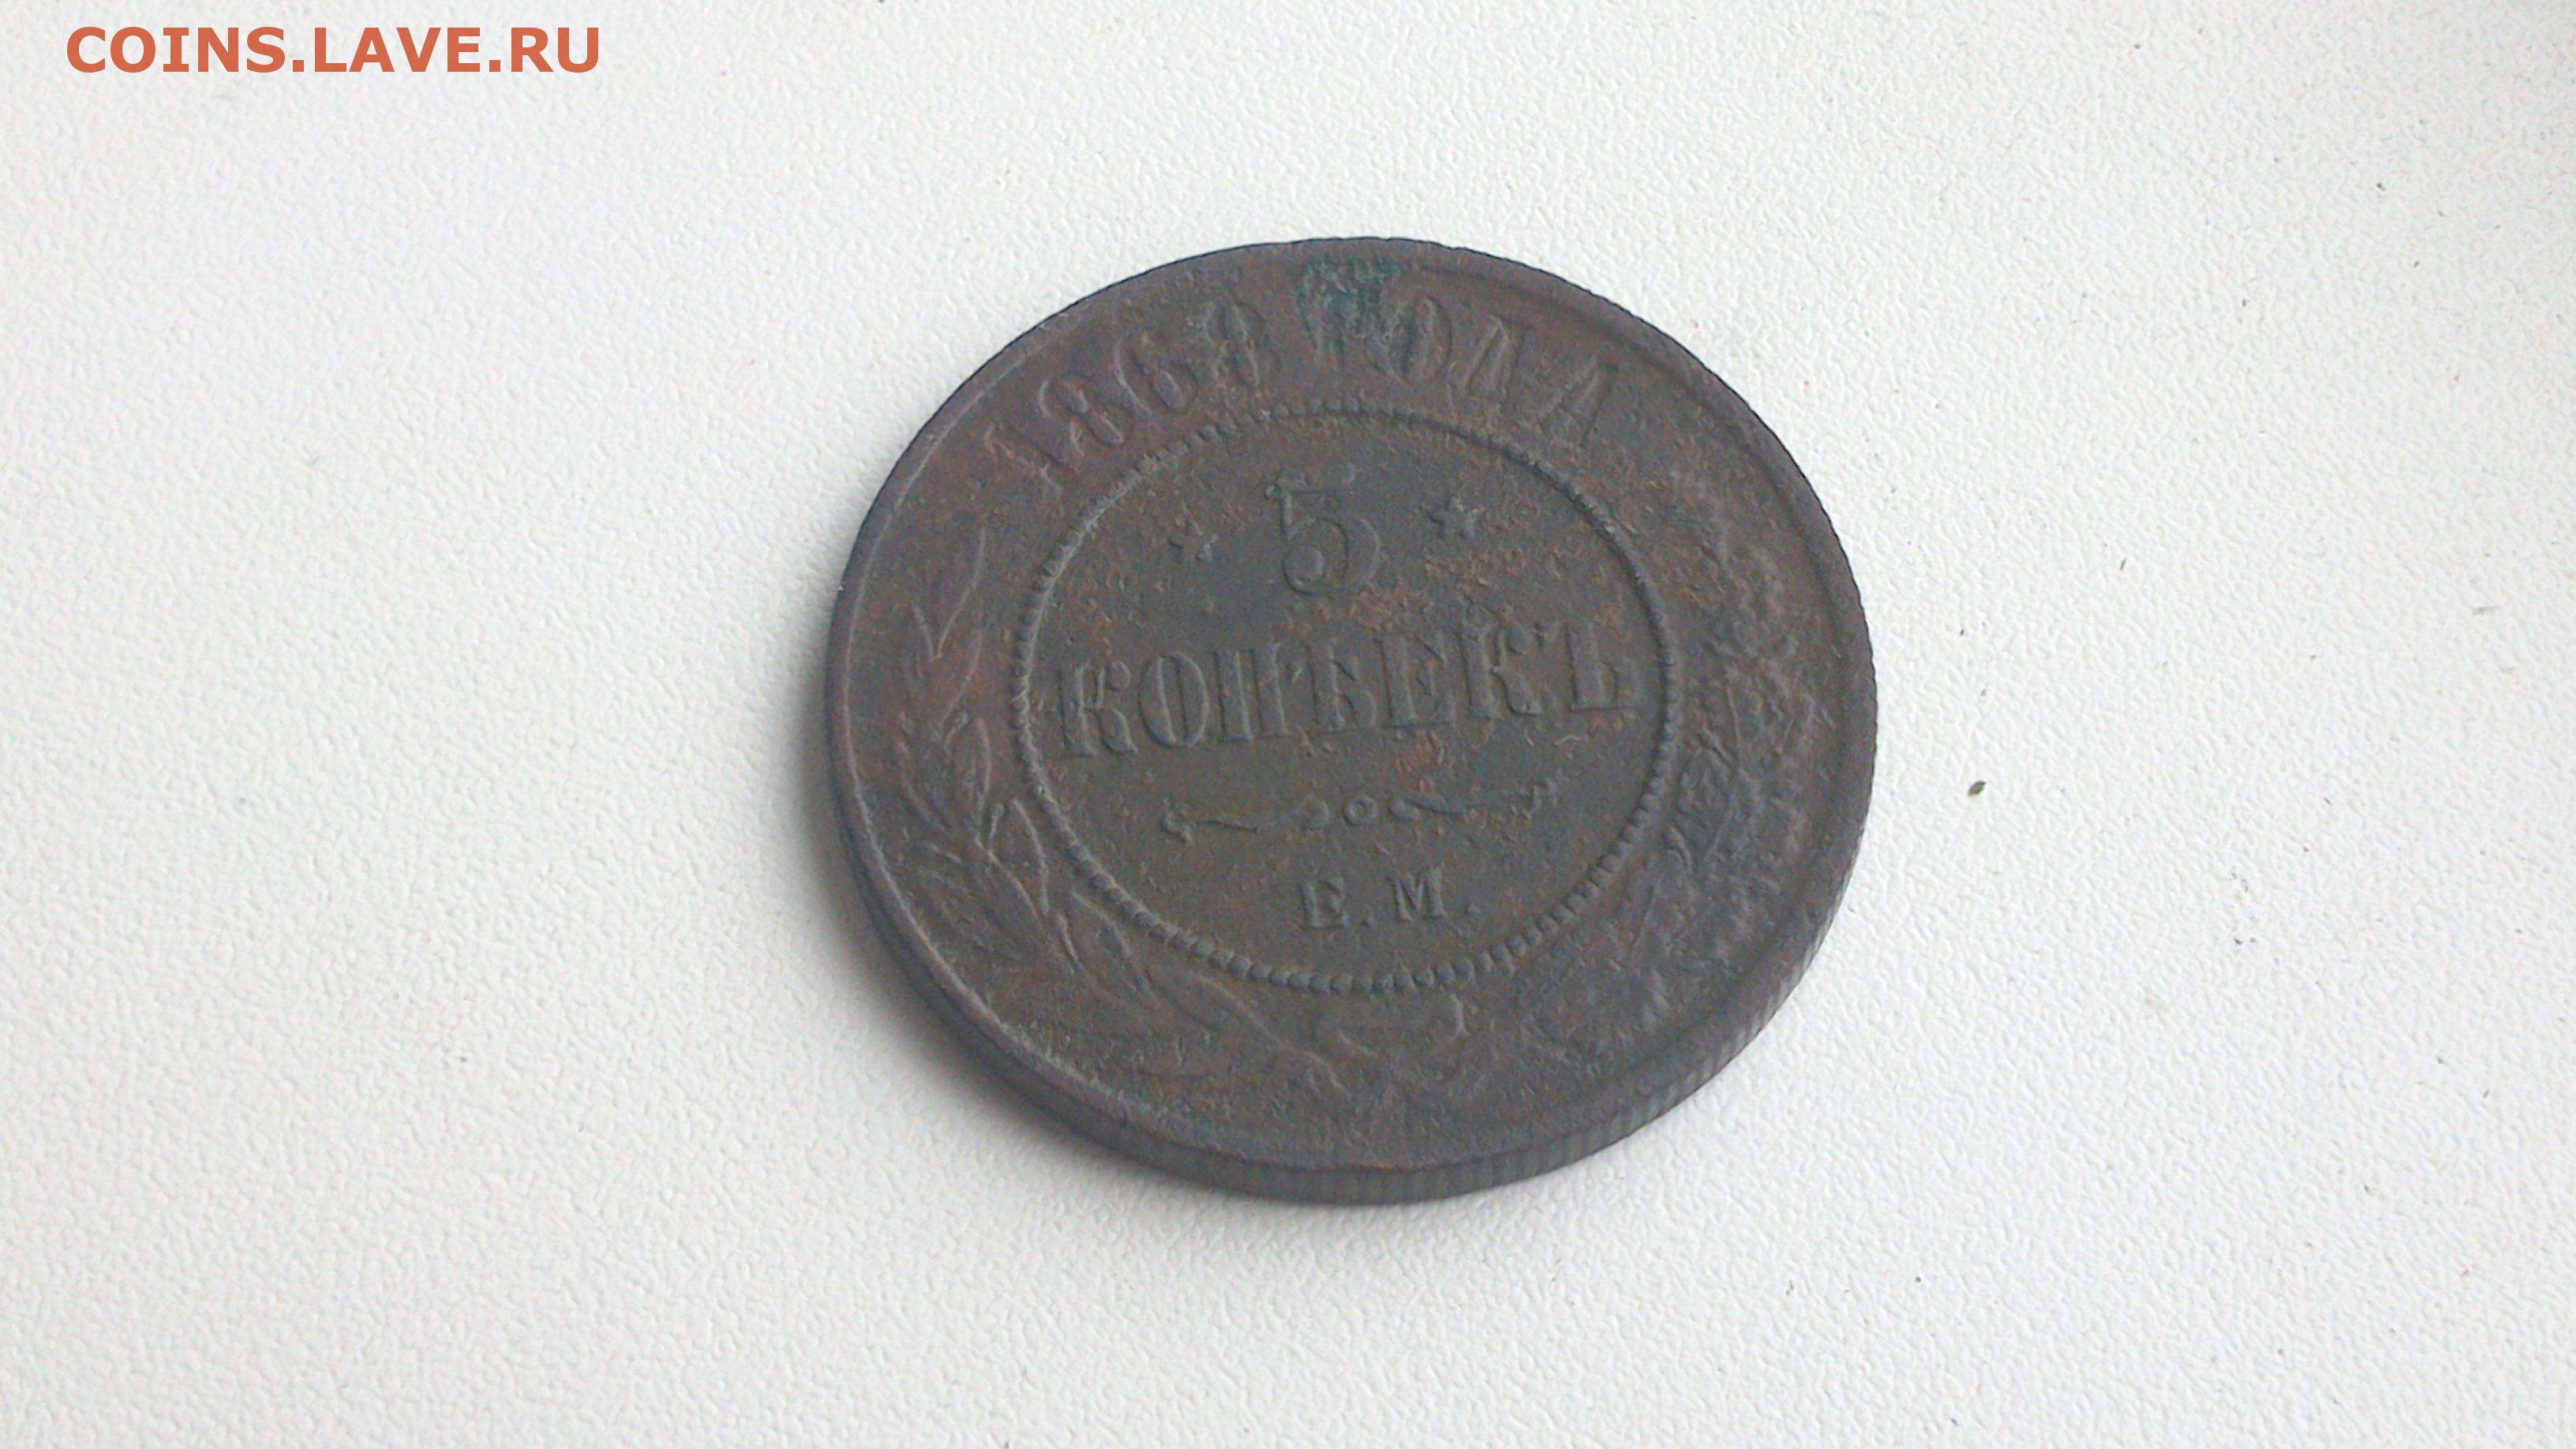 COINS.LAVE.RU
1868 ГОДА
* 5 *
КОПѢЕКЪ
Е.М.